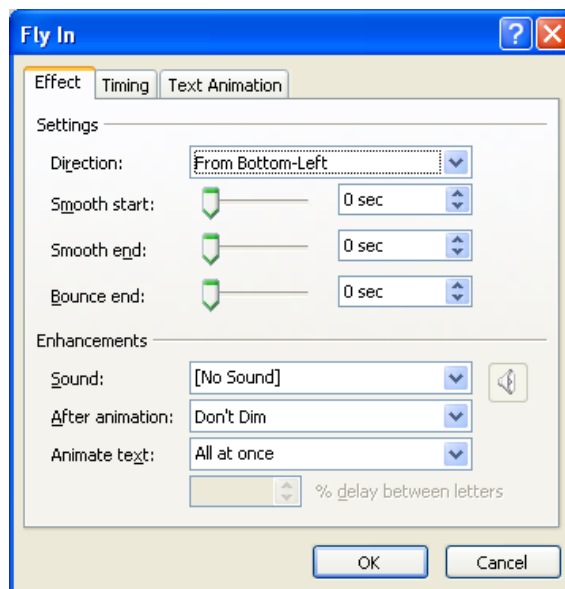 Fly In
Effect Timing Text Animation
Settings
Direction: From Bottom-Left
Smooth start: 0 sec
Smooth end: 0 sec
Bounce end: 0 sec
Enhancements
Sound: [No Sound]
After animation: Don't Dim
Animate text: All at once
% delay between letters
OK Cancel